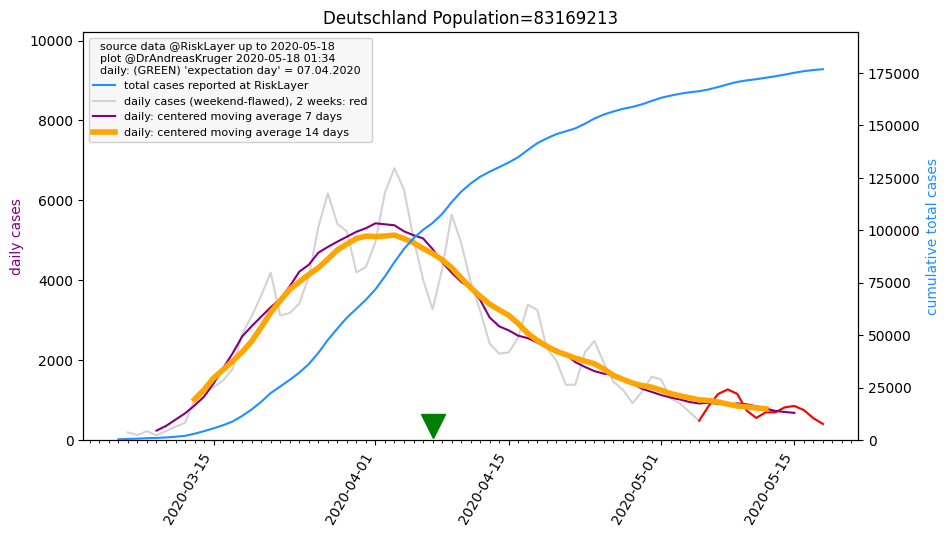 Deutschland Population=83169213
source data @RiskLayer up to 2020-05-18
plot @DrAndreasKruger 2020-05-18 01:34
daily: (GREEN) 'expectation day' = 07.04.2020
total cases reported at RiskLayer
daily cases (weekend-flawed), 2 weeks: red
daily: centered moving average 7 days
daily: centered moving average 14 days
daily cases
10000
8000
6000
4000
2000
0
175000
150000
125000
100000
75000
50000
25000
0
cumulative total cases
2020-03-15
2020-04-01
2020-04-15
2020-05-01
2020-05-15